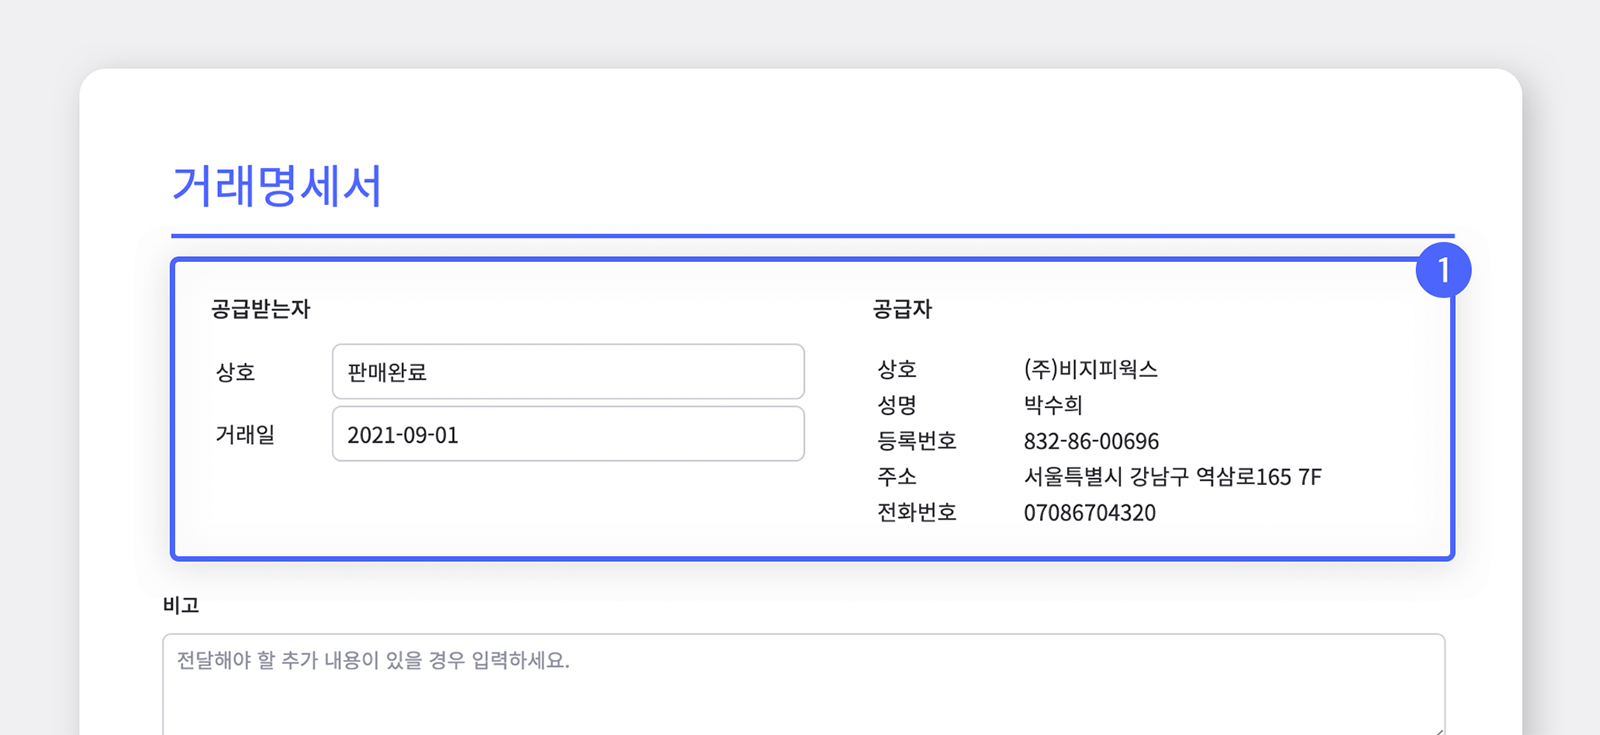 거래명세서
1
공급받는자
상호 판매완료
거래일 2021-09-01
공급자
상호 (주)비지피웍스
성명 박수희
등록번호 832-86-00696
주소 서울특별시 강남구 역삼로165 7F
전화번호 07086704320
비고
전달해야 할 추가 내용이 있을 경우 입력하세요.